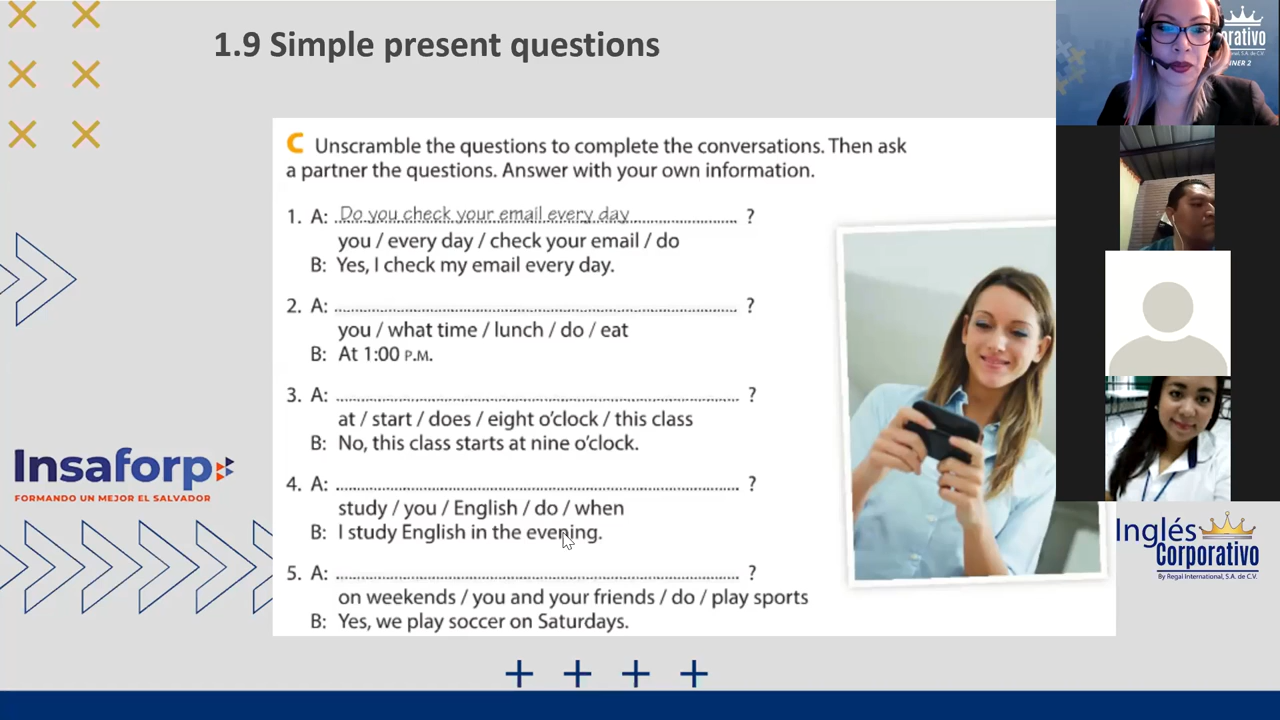 1.9 Simple present questions
C Unscramble the questions to complete the conversations. Then ask
a partner the questions. Answer with your own information.
1. A: Do you check your email every day ?
you / every day / check your email / do
B: Yes, I check my email every day.
2. A: ?
you / what time / lunch / do / eat
B: At 1:00 P.M.
3. A: ?
at / start / does / eight o'clock / this class
B: No, this class starts at nine o'clock.
4. A: ?
study / you / English / do / when
B: I study English in the evening.
5. A: ?
on weekends / you and your friends / do / play sports
B: Yes, we play soccer on Saturdays.
Insaforp
FORMANDO UN MEJOR EL SALVADOR
Inglés
Corporativo
By Regal International, S.A. de C.V.